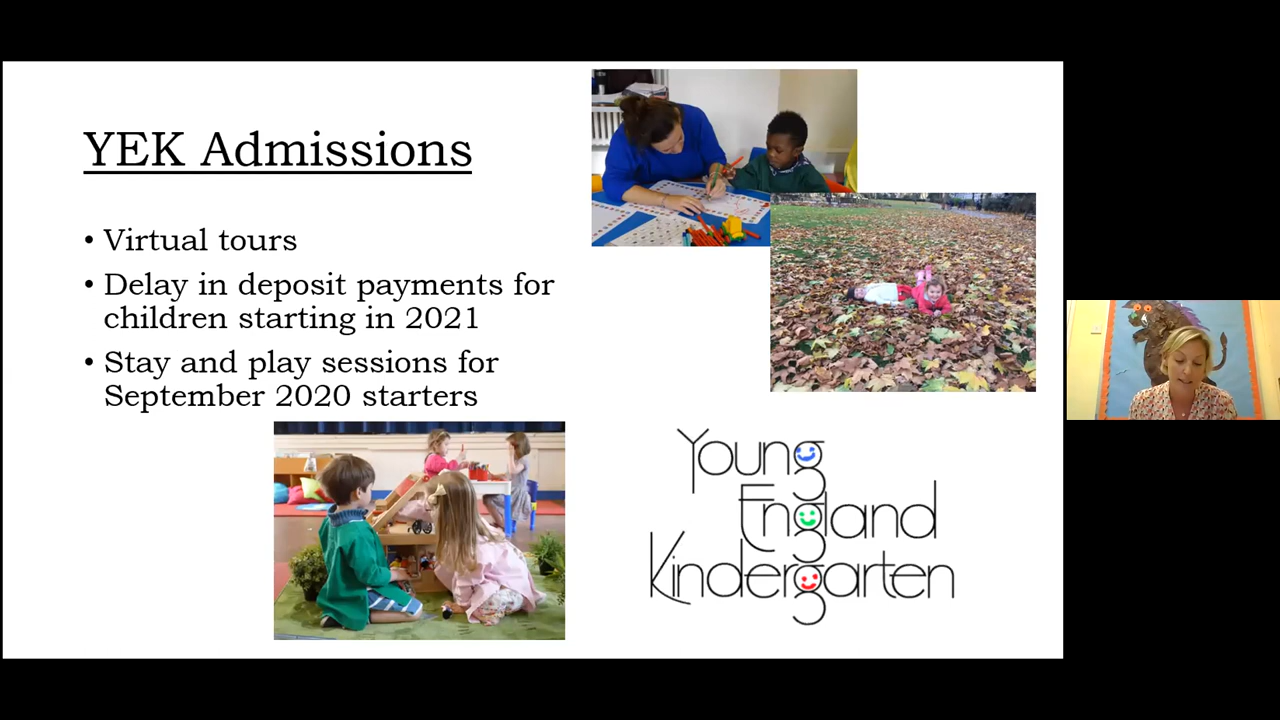 YEK Admissions
• Virtual tours
• Delay in deposit payments for
children starting in 2021
• Stay and play sessions for
September 2020 starters
Young
England
Kindergarten